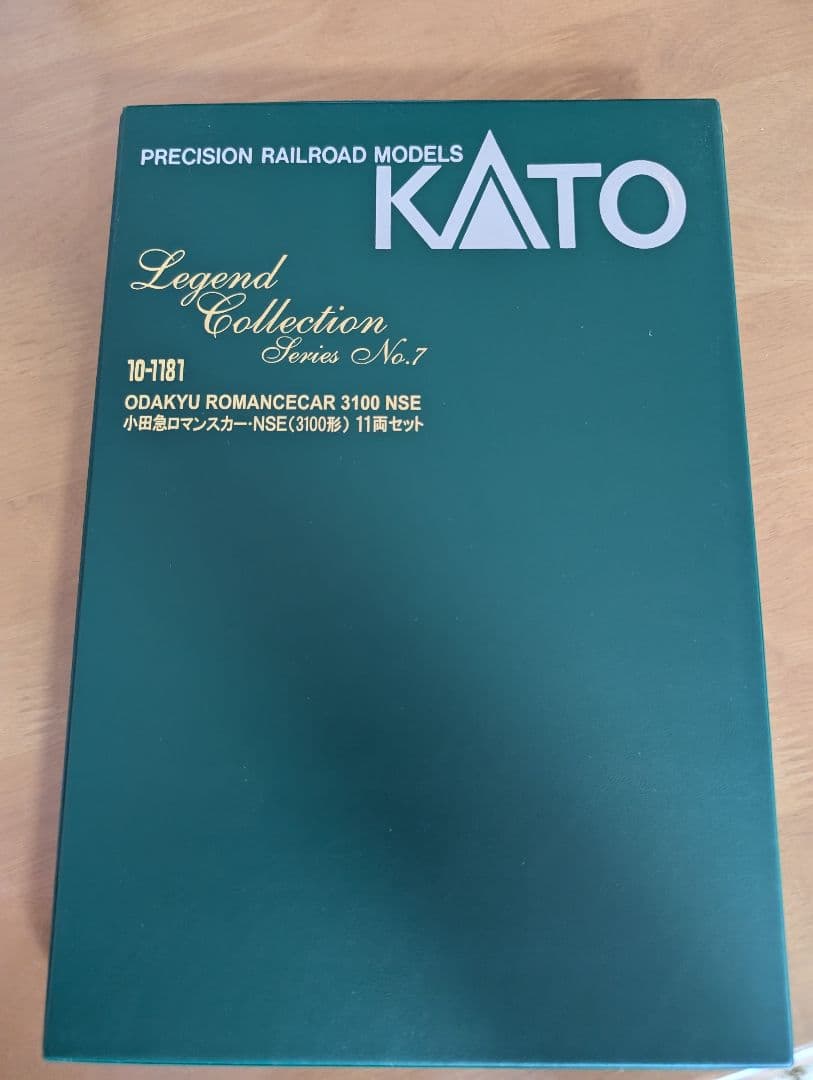 PRECISION RAILROAD MODELS
KATO
Legend
Collection
Series No.7
10-1181
ODAKYU ROMANCECAR 3100 NSE
小田急ロマンスカー・NSE(3100形) 11両セット